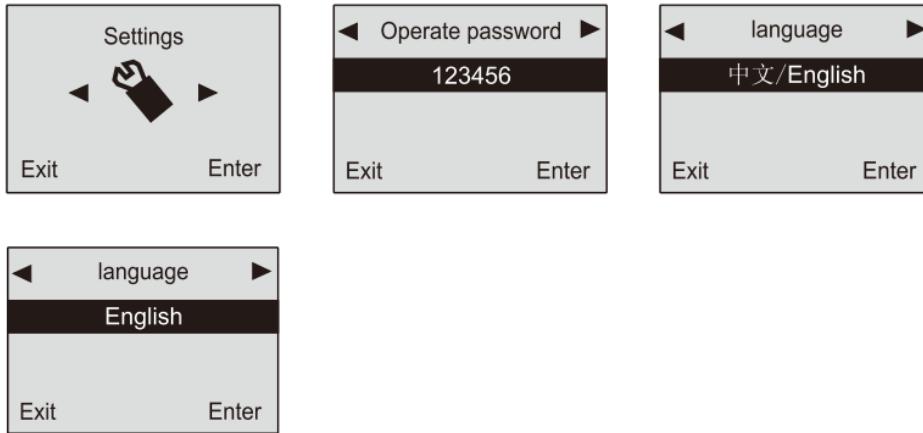 Settings
Exit Enter
Operate password
123456
Exit Enter
language
中文/English
Exit Enter
language
English
Exit Enter